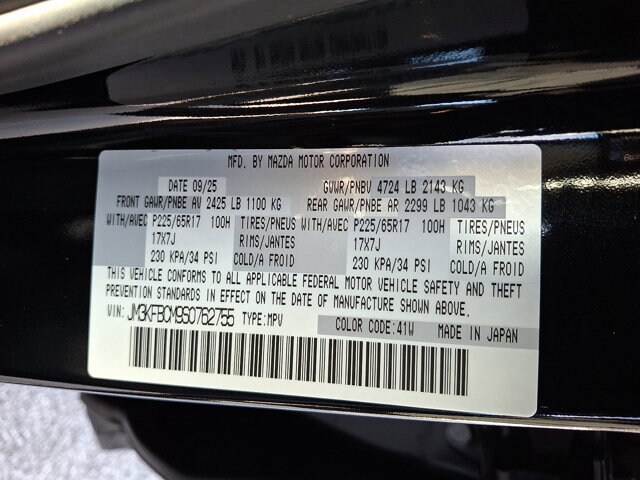 MFD. BY MAZDA MOTOR CORPORATION
DATE 09/25 GVWR/PNBV 4724 LB 2143 KG
FRONT GAWR/PNBE AV 2425 LB 1100 KG REAR GAWR/PNBE AR 2299 LB 1043 KG
WITH/AVEC P225/65R17 100H TIRES/PNEUS WITH/AVEC P225/65R17 100H TIRES/PNEUS
17X7J RIMS/JANTES 17X7J RIMS/JANTES
230 KPA/34 PSI COLD/A FROID 230 KPA/34 PSI COLD/A FROID
THIS VEHICLE CONFORMS TO ALL APPLICABLE FEDERAL MOTOR VEHICLE SAFETY AND THEFT
PREVENTION STANDARDS IN EFFECT ON THE DATE OF MANUFACTURE SHOWN ABOVE.
VIN: JM3KFBCM9S0762755 TYPE:MPV COLOR CODE:41W MADE IN JAPAN